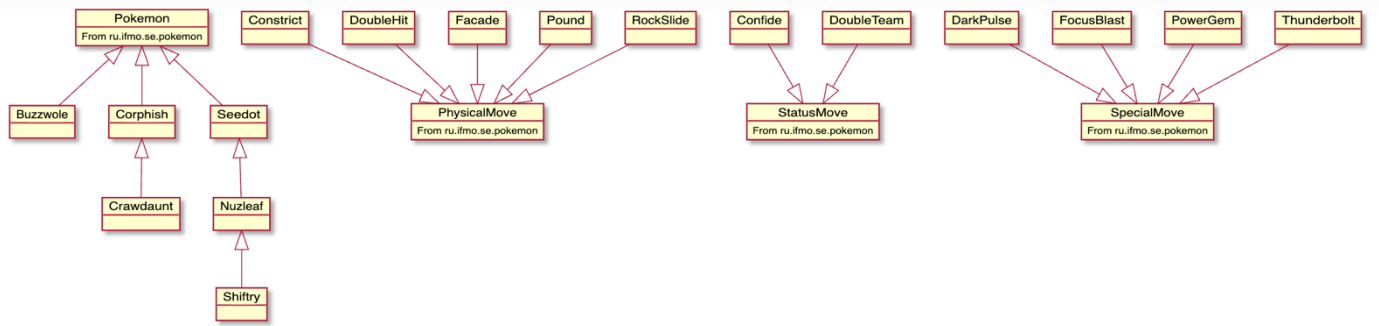 Pokemon
From ru.ifmo.se.pokemon
Constrict
DoubleHit
Facade
Pound
RockSlide
Confide
DoubleTeam
DarkPulse
FocusBlast
PowerGem
Thunderbolt
Buzzwole
Corphish
Seedot
PhysicalMove
From ru.ifmo.se.pokemon
StatusMove
From ru.ifmo.se.pokemon
SpecialMove
From ru.ifmo.se.pokemon
Crawdaunt
Nuzleaf
Shiftry